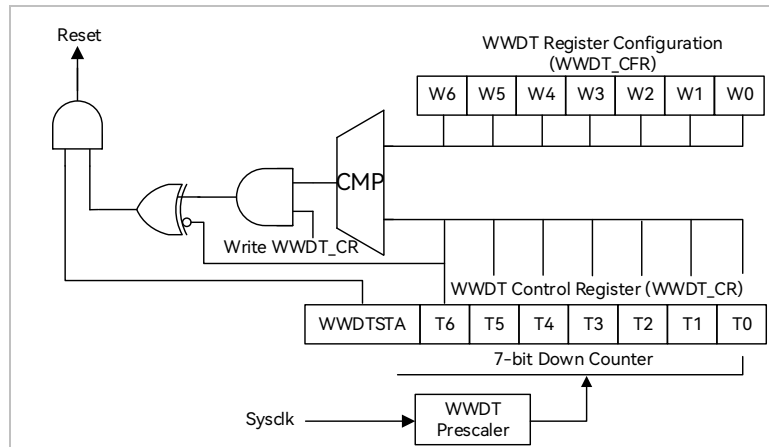 Reset
WWDT Register Configuration
(WWDT_CFR)
W6 W5 W4 W3 W2 W1 W0
CMP
Write WWDT_CR
WWDT Control Register (WWDT_CR)
WWDTSTA T6 T5 T4 T3 T2 T1 T0
7-bit Down Counter
Sysclk
WWDT
Prescaler